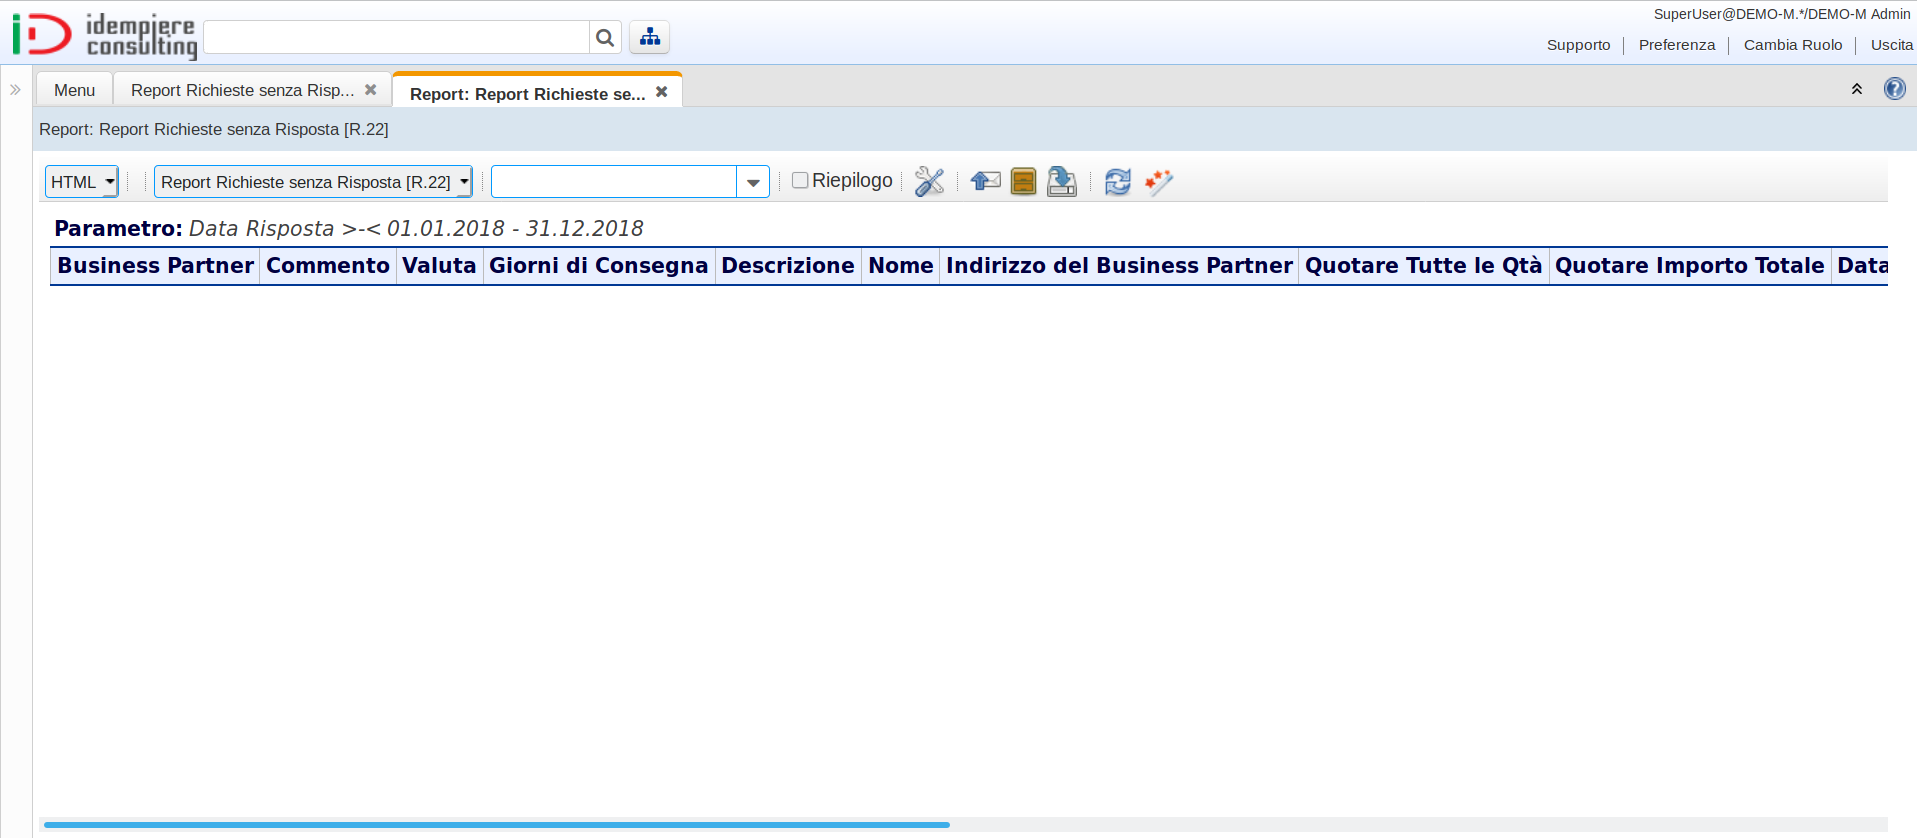 idempiere
consulting
SuperUser@DEMO-M.*/DEMO-M Admin
Supporto
Preferenza
Cambia Ruolo
Uscita
Menu
Report Richieste senza Risp...
Report: Report Richieste se...
Report: Report Richieste senza Risposta [R.22]
HTML
Report Richieste senza Risposta [R.22]
Riepilogo
Parametro: Data Risposta >-< 01.01.2018 - 31.12.2018
Business Partner Commento Valuta Giorni di Consegna Descrizione Nome Indirizzo del Business Partner Quotare Tutte le Qtà Quotare Importo Totale Data